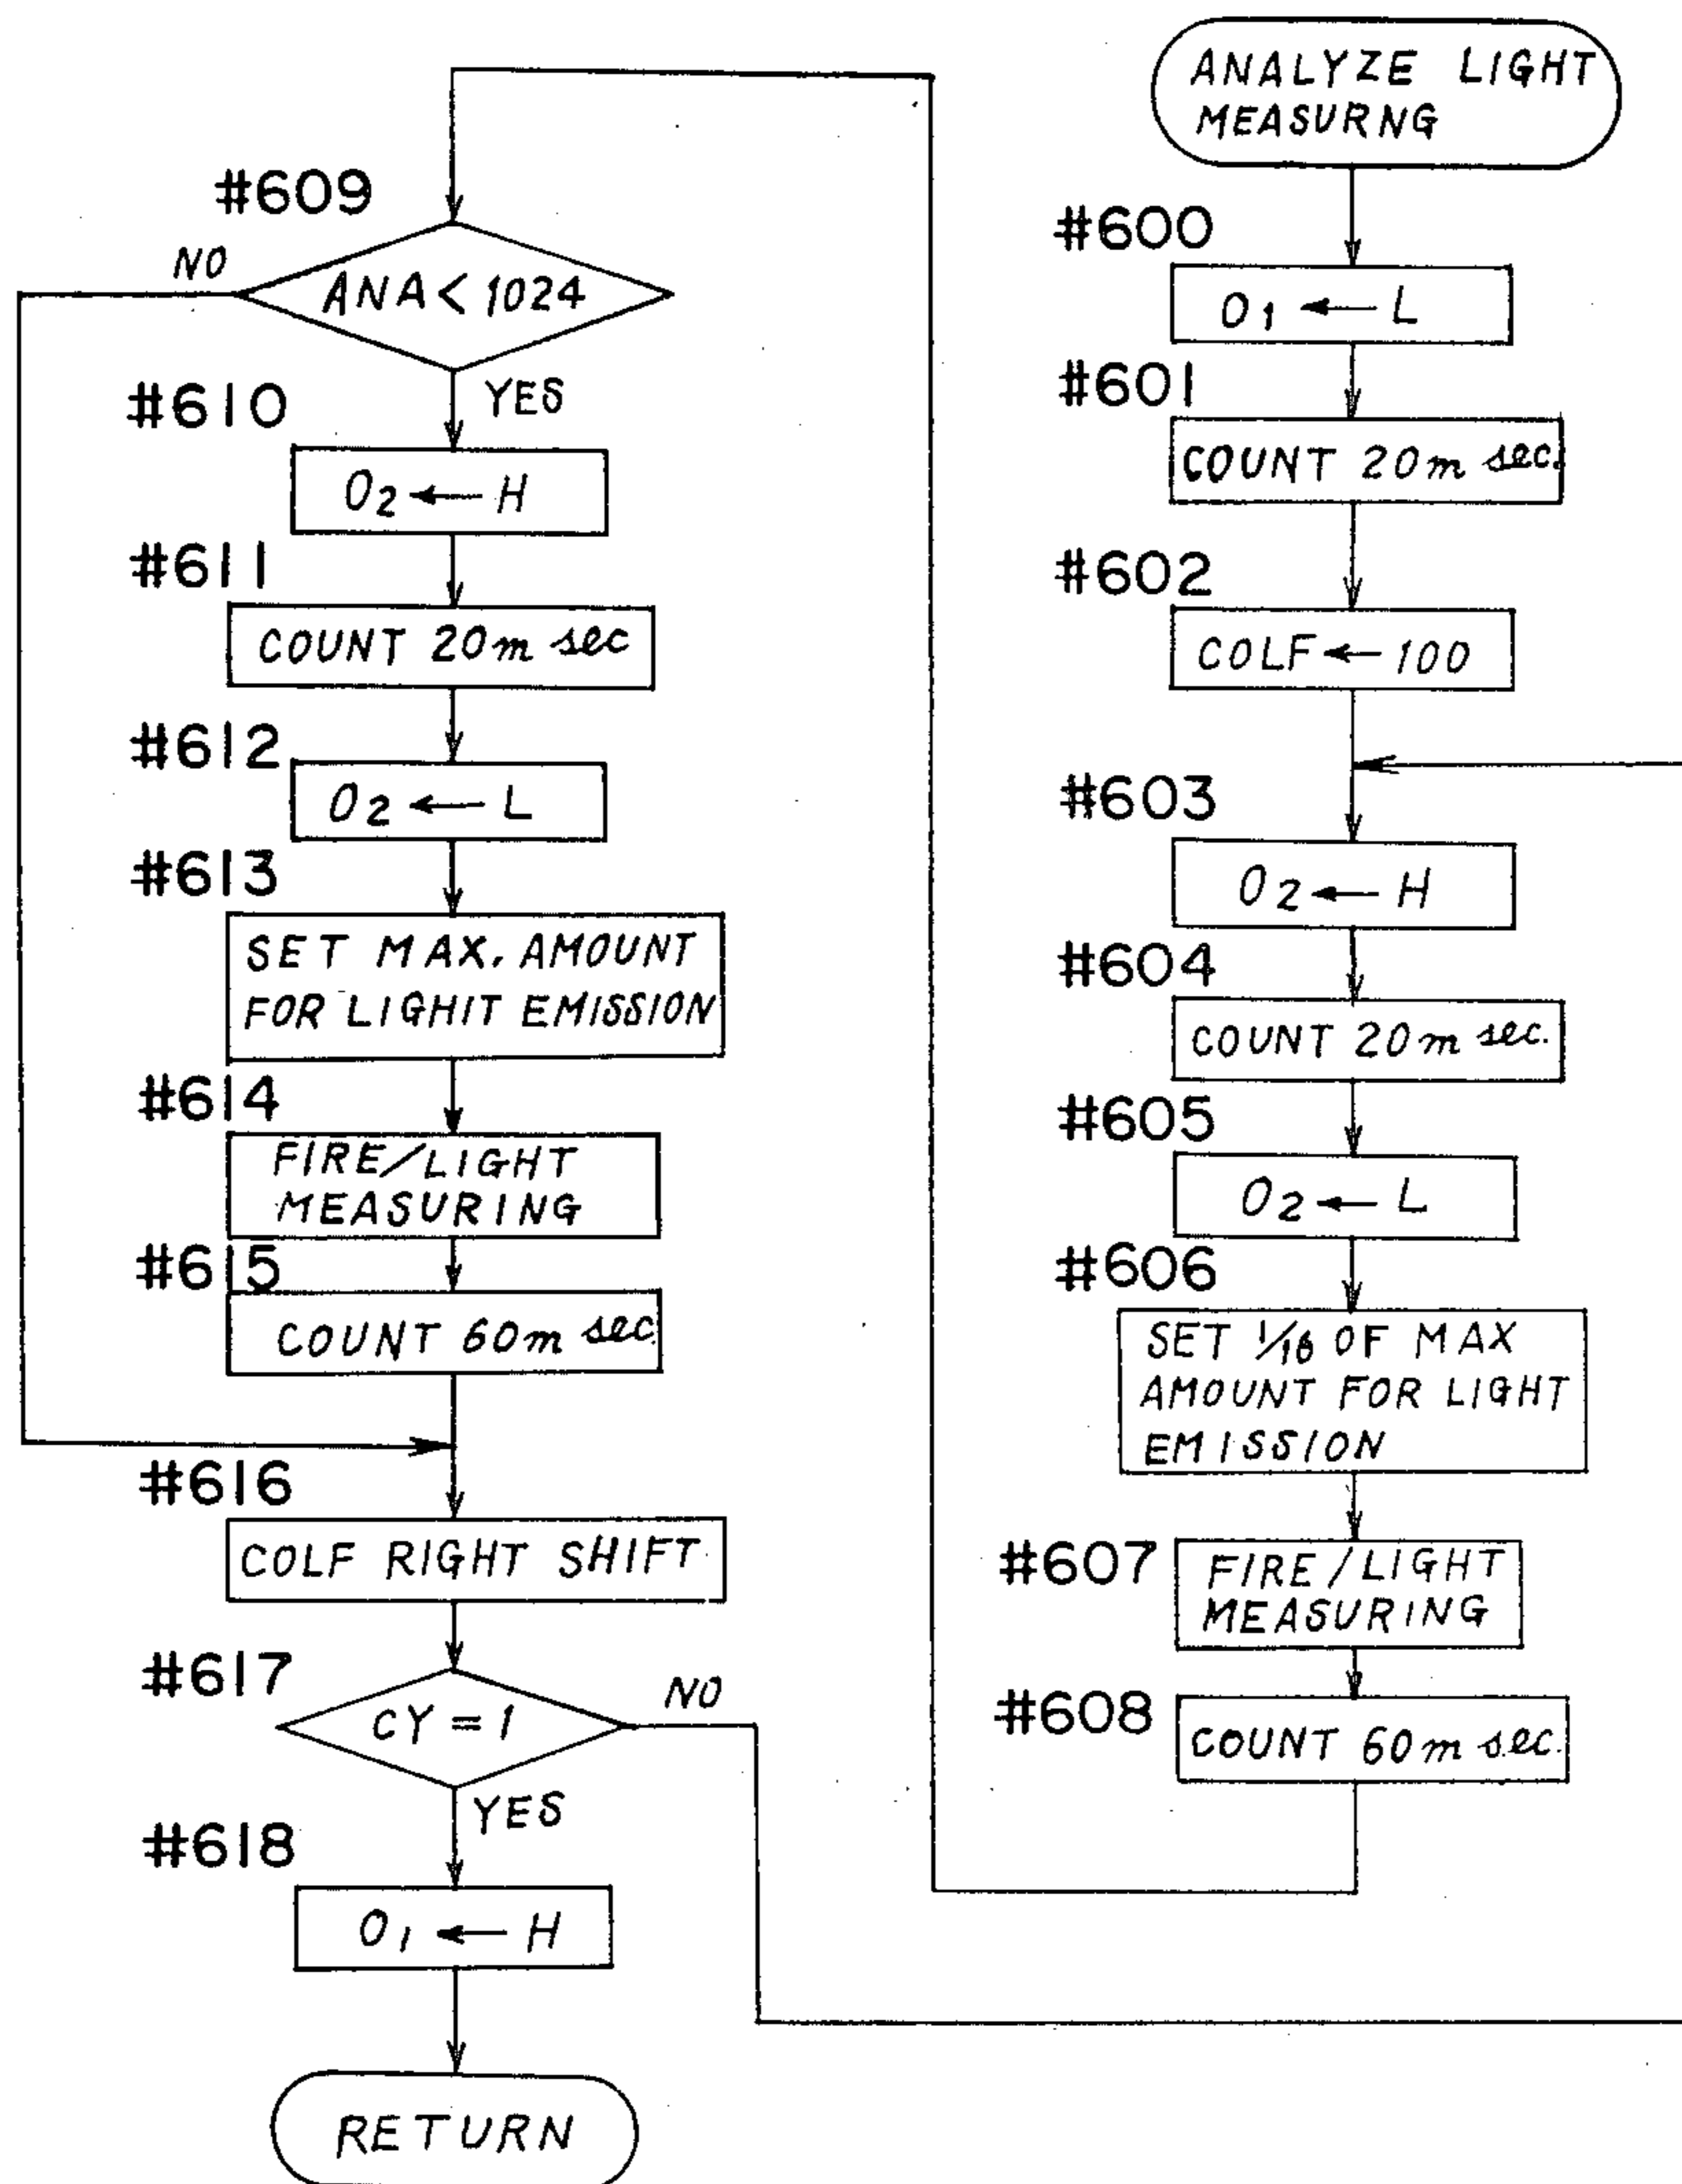 ANALYZE LIGHT
MEASURNG
#600
O1 ← L
#601
COUNT 20m sec.
#602
COLF ← 100
#603
O2 ← H
#604
COUNT 20m sec.
#605
O2 ← L
#606
SET 1/16 OF MAX
AMOUNT FOR LIGHT
EMISSION
#607
FIRE/LIGHT
MEASURING
#608
COUNT 60m sec.
#609
ANA < 1024
NO
YES
#610
O2 ← H
#611
COUNT 20m sec
#612
O2 ← L
#613
SET MAX. AMOUNT
FOR LIGHIT EMISSION
#614
FIRE/LIGHT
MEASURING
#615
COUNT 60m sec.
#616
COLF RIGHT SHIFT
#617
CY = 1
NO
YES
#618
O1 ← H
RETURN